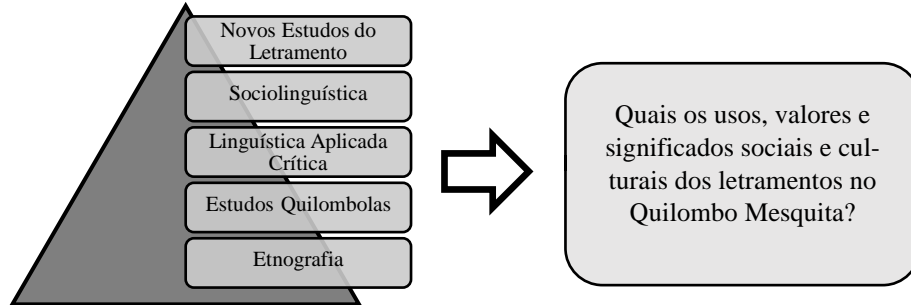 Novos Estudos do
Letramento
Sociolinguística
Linguística Aplicada
Crítica
Estudos Quilombolas
Etnografia
Quais os usos, valores e
significados sociais e cul-
turais dos letramentos no
Quilombo Mesquita?